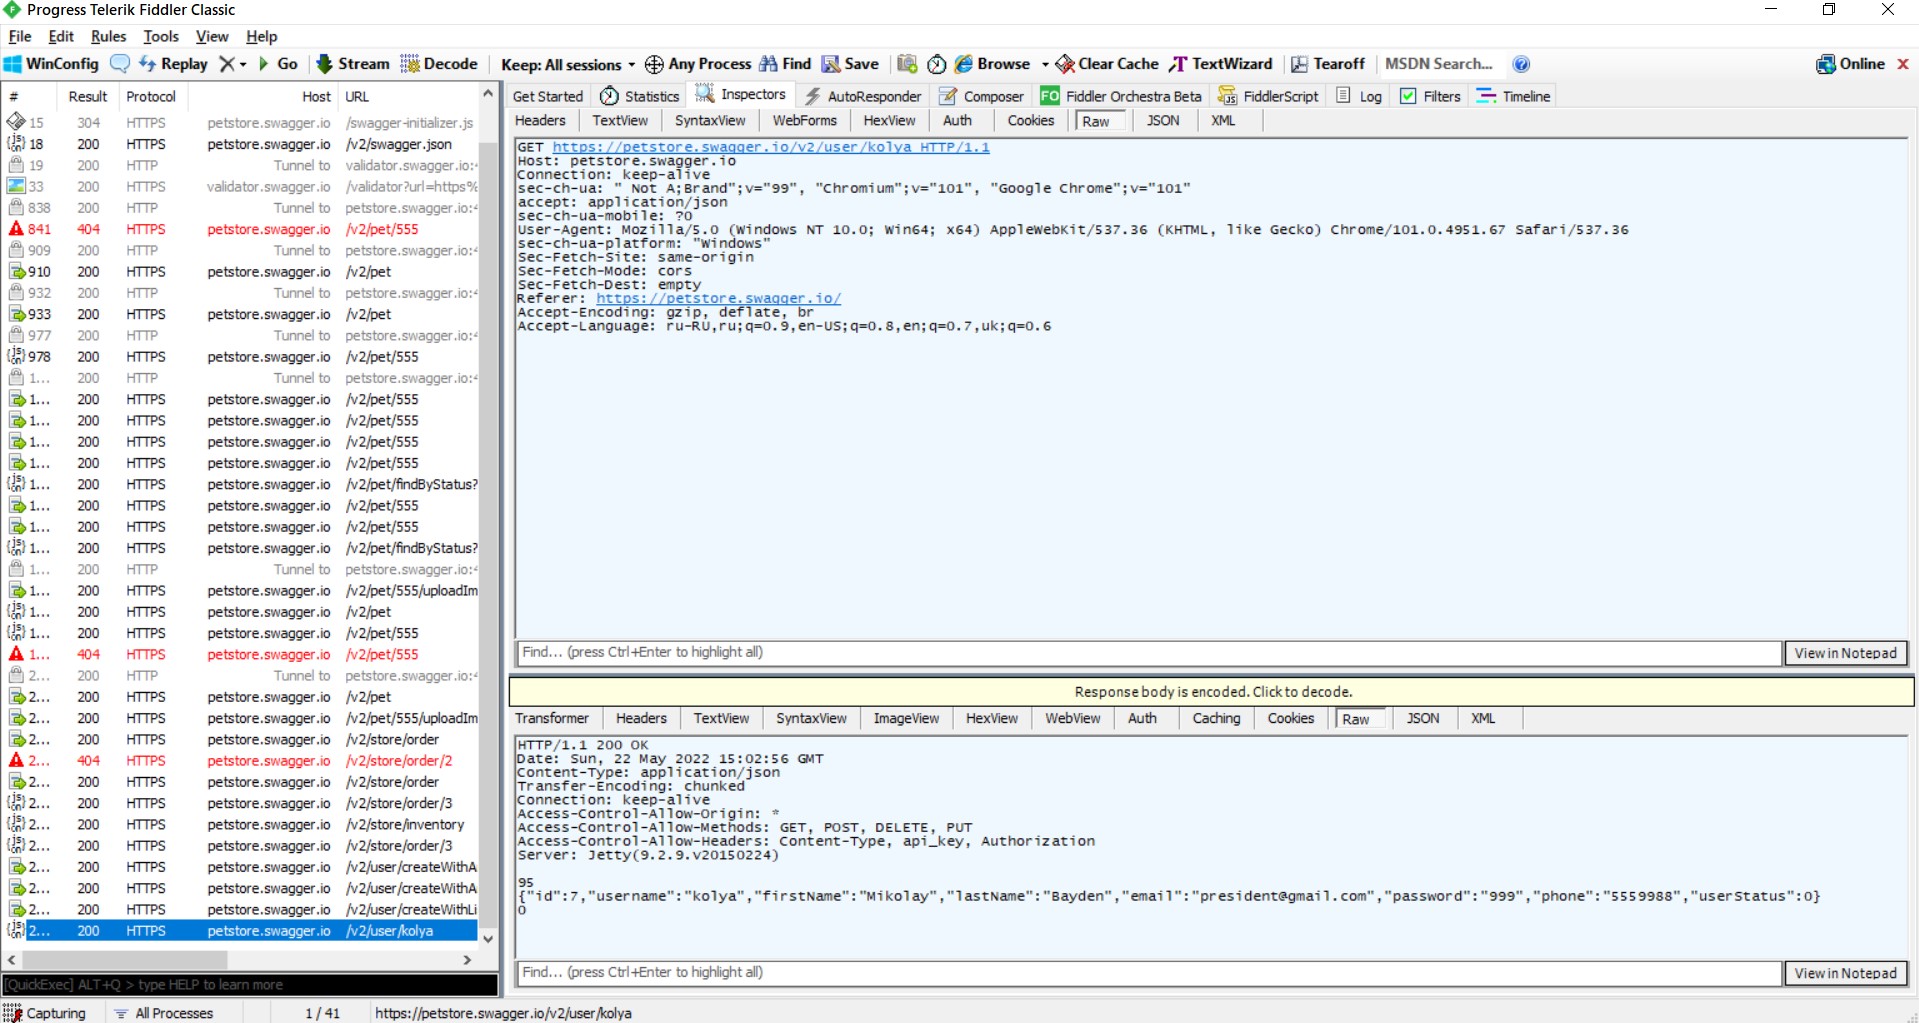 Progress Telerik Fiddler Classic
File Edit Rules Tools View Help
WinConfig Replay Go Stream Decode Keep: All sessions Any Process Find Save Browse Clear Cache TextWizard Tearoff MSDN Search... Online
# Result Protocol Host URL
15 304 HTTPS petstore.swagger.io /swagger-initializer.js
18 200 HTTPS petstore.swagger.io /v2/swagger.json
19 200 HTTP Tunnel to validator.swagger.io:
33 200 HTTPS validator.swagger.io /validator?url=https%
838 200 HTTP Tunnel to petstore.swagger.io:
841 404 HTTPS petstore.swagger.io /v2/pet/555
909 200 HTTP Tunnel to petstore.swagger.io:
910 200 HTTPS petstore.swagger.io /v2/pet
932 200 HTTP Tunnel to petstore.swagger.io:
933 200 HTTPS petstore.swagger.io /v2/pet
977 200 HTTP Tunnel to petstore.swagger.io:
978 200 HTTPS petstore.swagger.io /v2/pet/555
1... 200 HTTP Tunnel to petstore.swagger.io:
1... 200 HTTPS petstore.swagger.io /v2/pet/555
1... 200 HTTPS petstore.swagger.io /v2/pet/555
1... 200 HTTPS petstore.swagger.io /v2/pet/555
1... 200 HTTPS petstore.swagger.io /v2/pet/555
1... 200 HTTPS petstore.swagger.io /v2/pet/findByStatus?
1... 200 HTTPS petstore.swagger.io /v2/pet/555
1... 200 HTTPS petstore.swagger.io /v2/pet/555
1... 200 HTTPS petstore.swagger.io /v2/pet/findByStatus?
1... 200 HTTP Tunnel to petstore.swagger.io:
1... 200 HTTPS petstore.swagger.io /v2/pet/555/uploadIm
1... 200 HTTPS petstore.swagger.io /v2/pet
1... 200 HTTPS petstore.swagger.io /v2/pet/555
1... 404 HTTPS petstore.swagger.io /v2/pet/555
2... 200 HTTP Tunnel to petstore.swagger.io:
2... 200 HTTPS petstore.swagger.io /v2/pet
2... 200 HTTPS petstore.swagger.io /v2/pet/555/uploadIm
2... 200 HTTPS petstore.swagger.io /v2/store/order
2... 404 HTTPS petstore.swagger.io /v2/store/order/2
2... 200 HTTPS petstore.swagger.io /v2/store/order
2... 200 HTTPS petstore.swagger.io /v2/store/order/3
2... 200 HTTPS petstore.swagger.io /v2/store/inventory
2... 200 HTTPS petstore.swagger.io /v2/store/order/3
2... 200 HTTPS petstore.swagger.io /v2/user/createWithA
2... 200 HTTPS petstore.swagger.io /v2/user/createWithA
2... 200 HTTPS petstore.swagger.io /v2/user/createWithLi
2... 200 HTTPS petstore.swagger.io /v2/user/kolya
[QuickExec] ALT+Q > type HELP to learn more
Get Started Statistics Inspectors AutoResponder Composer FO Fiddler Orchestra Beta FiddlerScript Log Filters Timeline
Headers TextView SyntaxView WebForms HexView Auth Cookies Raw JSON XML
GET https://petstore.swagger.io/v2/user/kolya HTTP/1.1
Host: petstore.swagger.io
Connection: keep-alive
sec-ch-ua: " Not A;Brand";v="99", "Chromium";v="101", "Google Chrome";v="101"
accept: application/json
sec-ch-ua-mobile: ?0
User-Agent: Mozilla/5.0 (Windows NT 10.0; Win64; x64) AppleWebKit/537.36 (KHTML, like Gecko) Chrome/101.0.4951.67 Safari/537.36
sec-ch-ua-platform: "Windows"
Sec-Fetch-Site: same-origin
Sec-Fetch-Mode: cors
Sec-Fetch-Dest: empty
Referer: https://petstore.swagger.io/
Accept-Encoding: gzip, deflate, br
Accept-Language: ru-RU,ru;q=0.9,en-US;q=0.8,en;q=0.7,uk;q=0.6
Find... (press Ctrl+Enter to highlight all) View in Notepad
Response body is encoded. Click to decode.
Transformer Headers TextView SyntaxView ImageView HexView WebView Auth Caching Cookies Raw JSON XML
HTTP/1.1 200 OK
Date: Sun, 22 May 2022 15:02:56 GMT
Content-Type: application/json
Transfer-Encoding: chunked
Connection: keep-alive
Access-Control-Allow-Origin: *
Access-Control-Allow-Methods: GET, POST, DELETE, PUT
Access-Control-Allow-Headers: Content-Type, api_key, Authorization
Server: Jetty(9.2.9.v20150224)
95
{"id":7,"username":"kolya","firstName":"Mikolay","lastName":"Bayden","email":"president@gmail.com","password":"999","phone":"5559988","userStatus":0}
0
Find... (press Ctrl+Enter to highlight all) View in Notepad
Capturing All Processes 1 / 41 https://petstore.swagger.io/v2/user/kolya